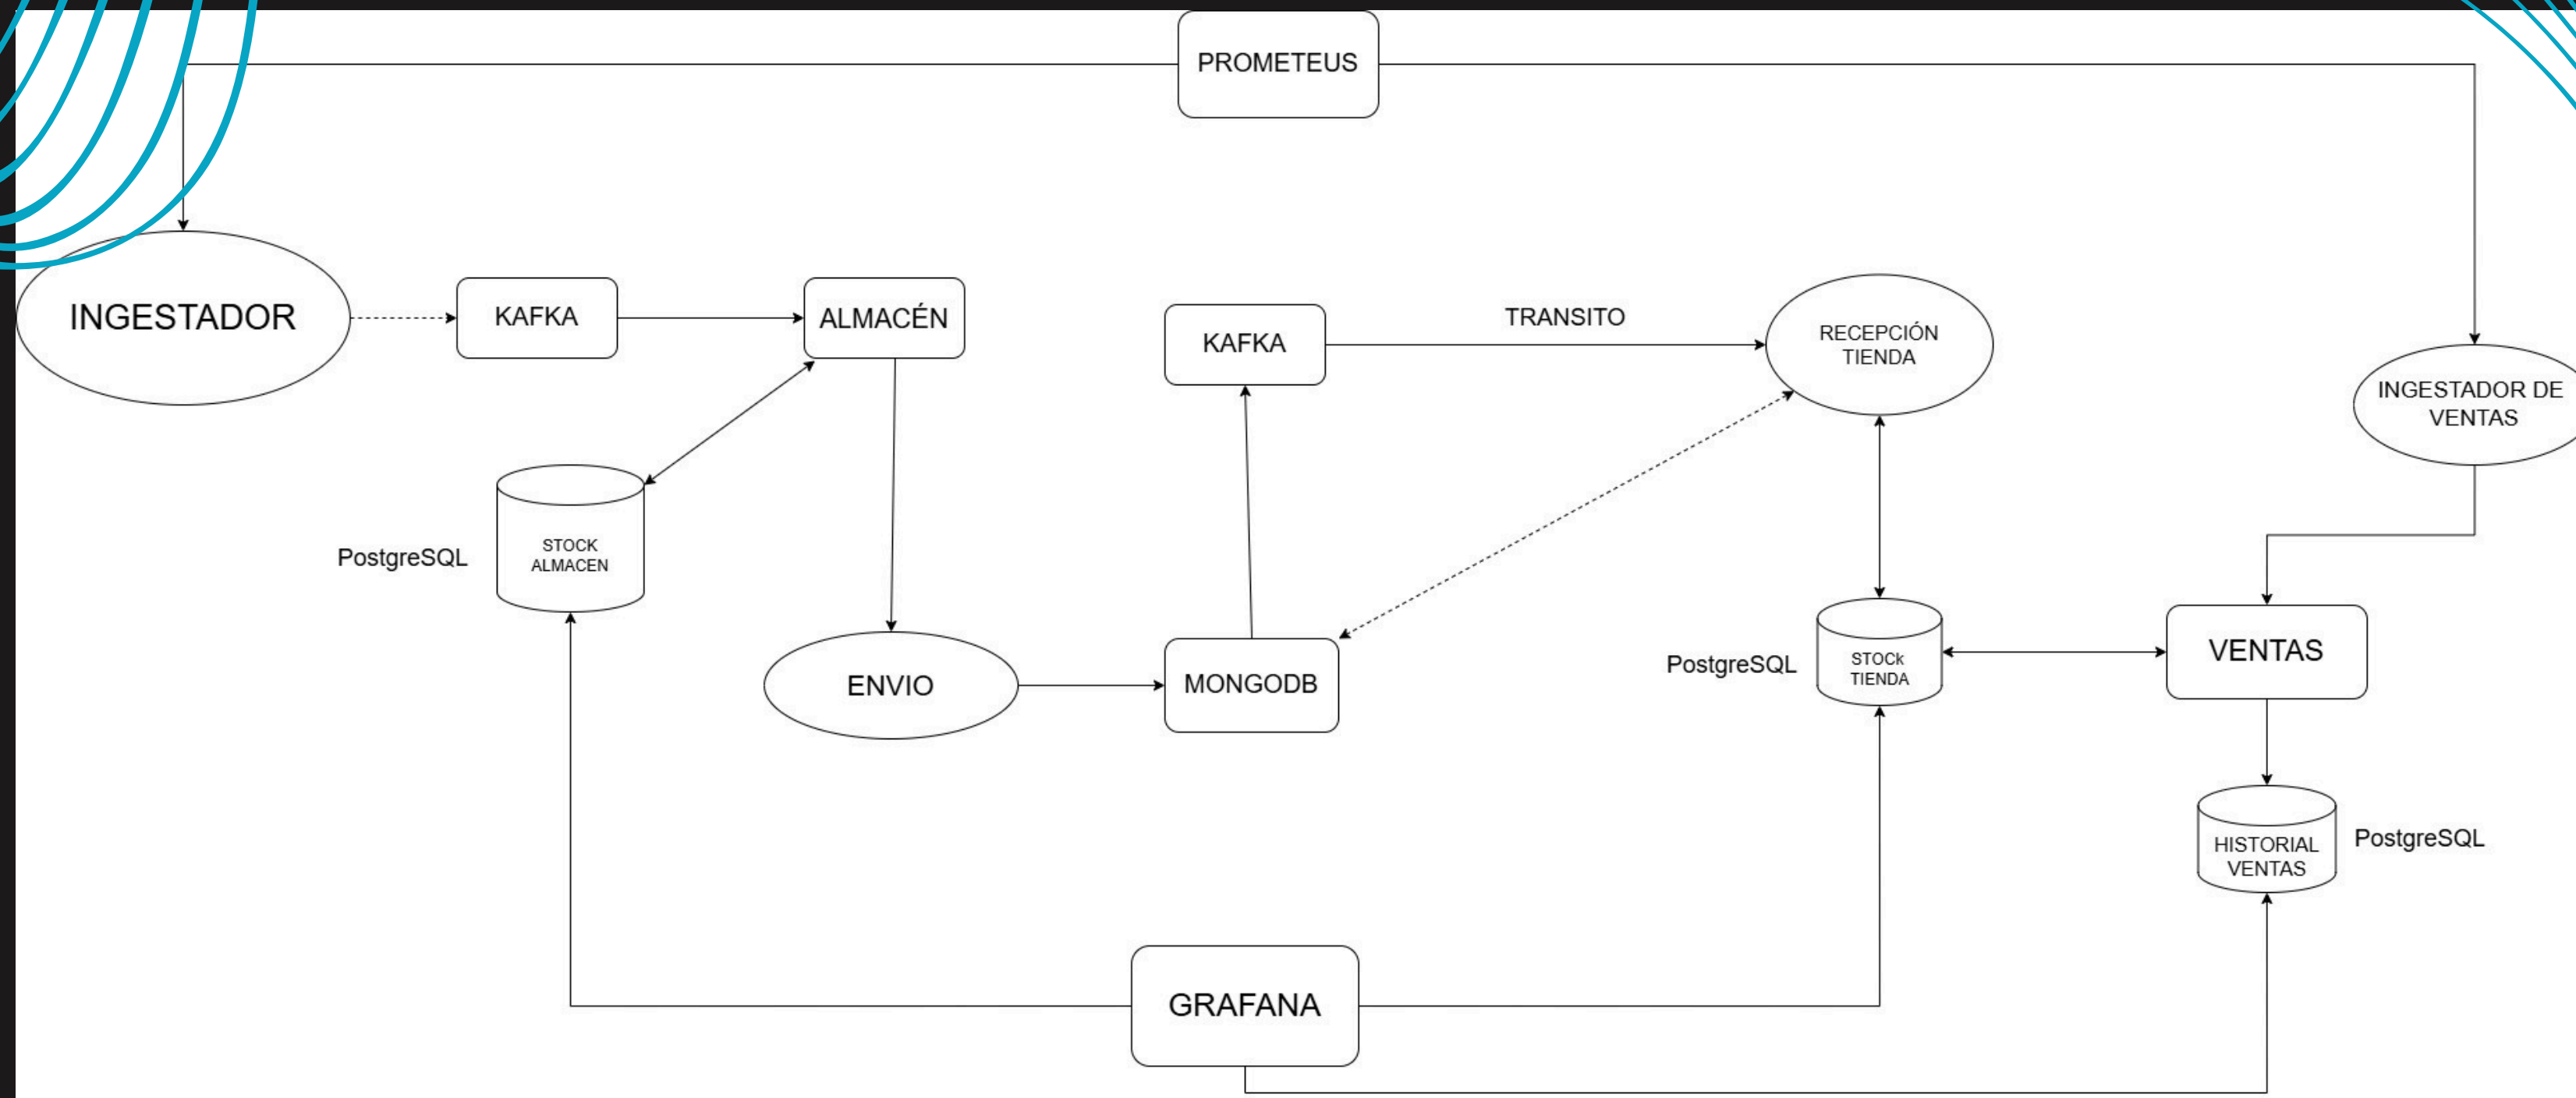 PROMETEUS
INGESTADOR
KAFKA
ALMACÉN
KAFKA
TRANSITO
RECEPCIÓN
TIENDA
INGESTADOR DE
VENTAS
PostgreSQL
STOCK
ALMACEN
ENVIO
MONGODB
PostgreSQL
STOCk
TIENDA
VENTAS
HISTORIAL
VENTAS
PostgreSQL
GRAFANA